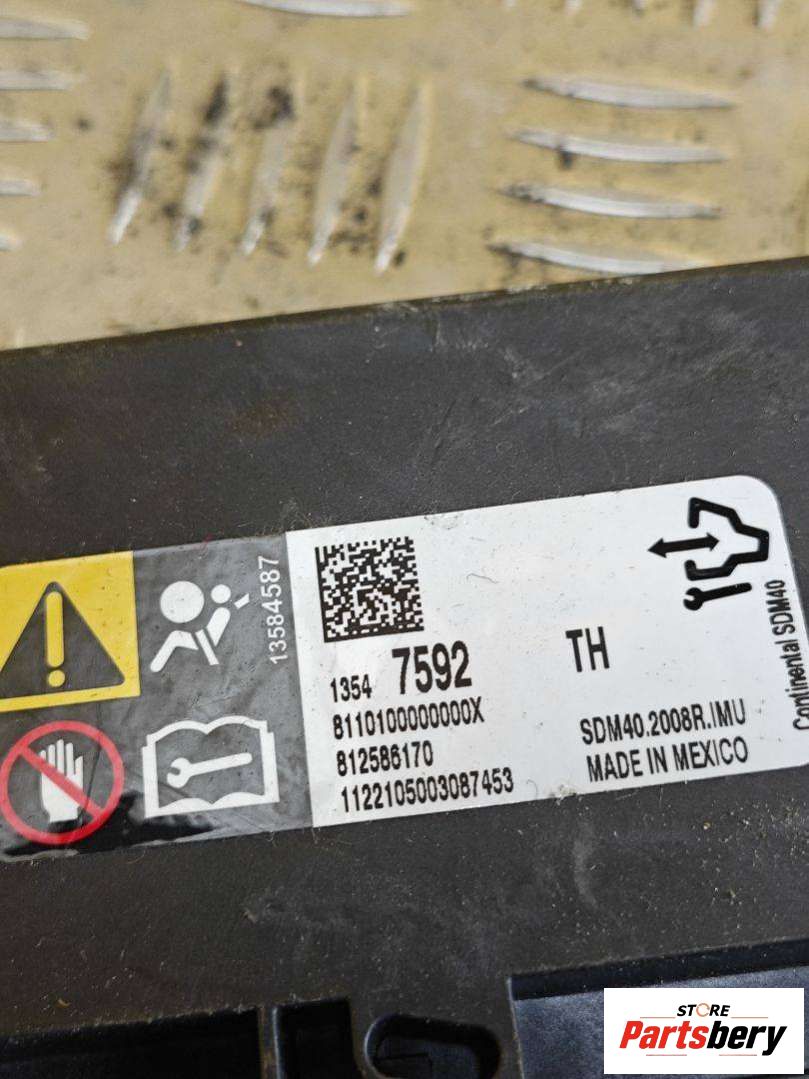 13584587
1354 7592
TH
8110100000000X
812586170
1122105003087453
SDM40.2008R.IMU
MADE IN MEXICO
Continental SDM40
STORE
Partsbery